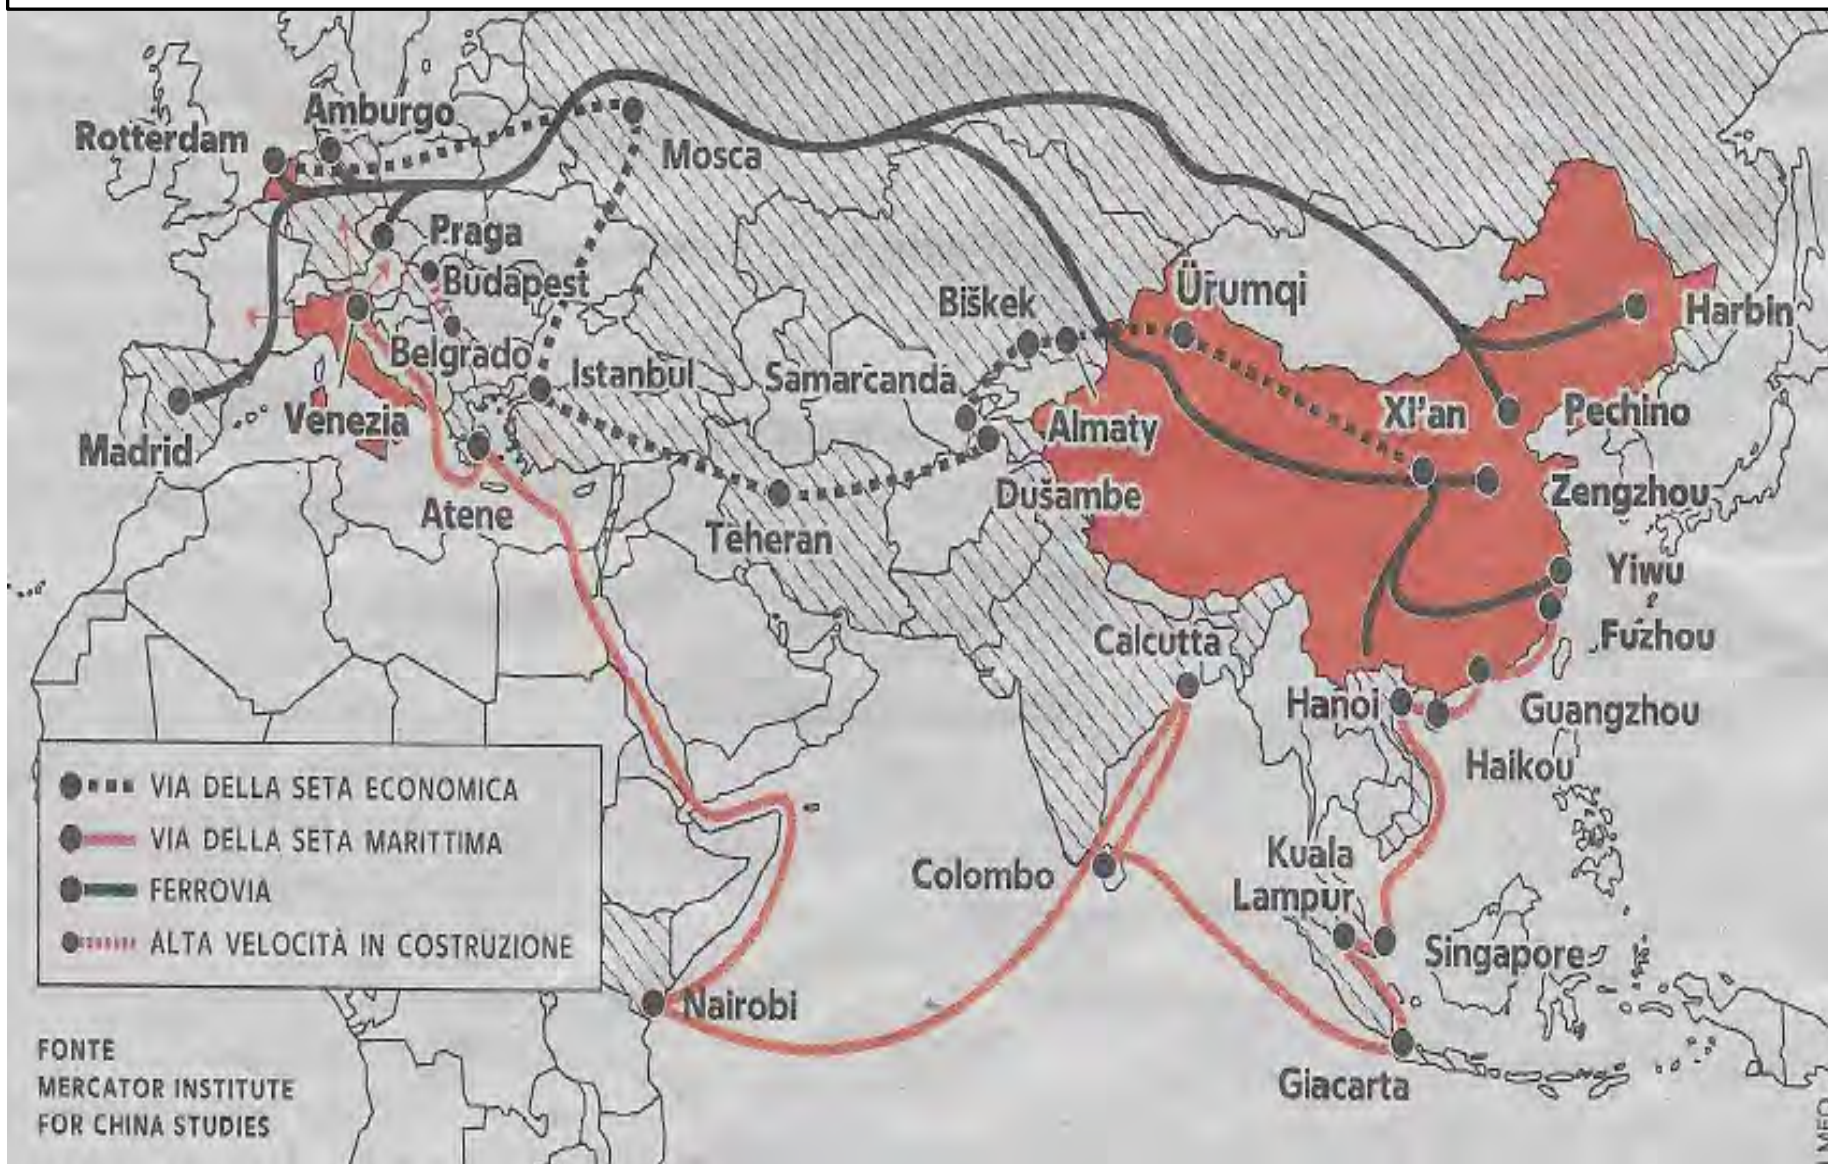 Amburgo
Rotterdam
Mosca
Praga
Budapest
Ürumqi
Biškek
Harbin
Belgrado
Istanbul
Samarcanda
Venezia
XI'an
Pechino
Madrid
Almaty
Atene
Dušambe
Zengzhou
Teheran
Yiwu
Calcutta
Fuzhou
Hanoi
Guangzhou
Haikou
VIA DELLA SETA ECONOMICA
VIA DELLA SETA MARITTIMA
FERROVIA
ALTA VELOCITÀ IN COSTRUZIONE
Colombo
Kuala
Lampur
Singapore
Nairobi
Giacarta
FONTE
MERCATOR INSTITUTE
FOR CHINA STUDIES